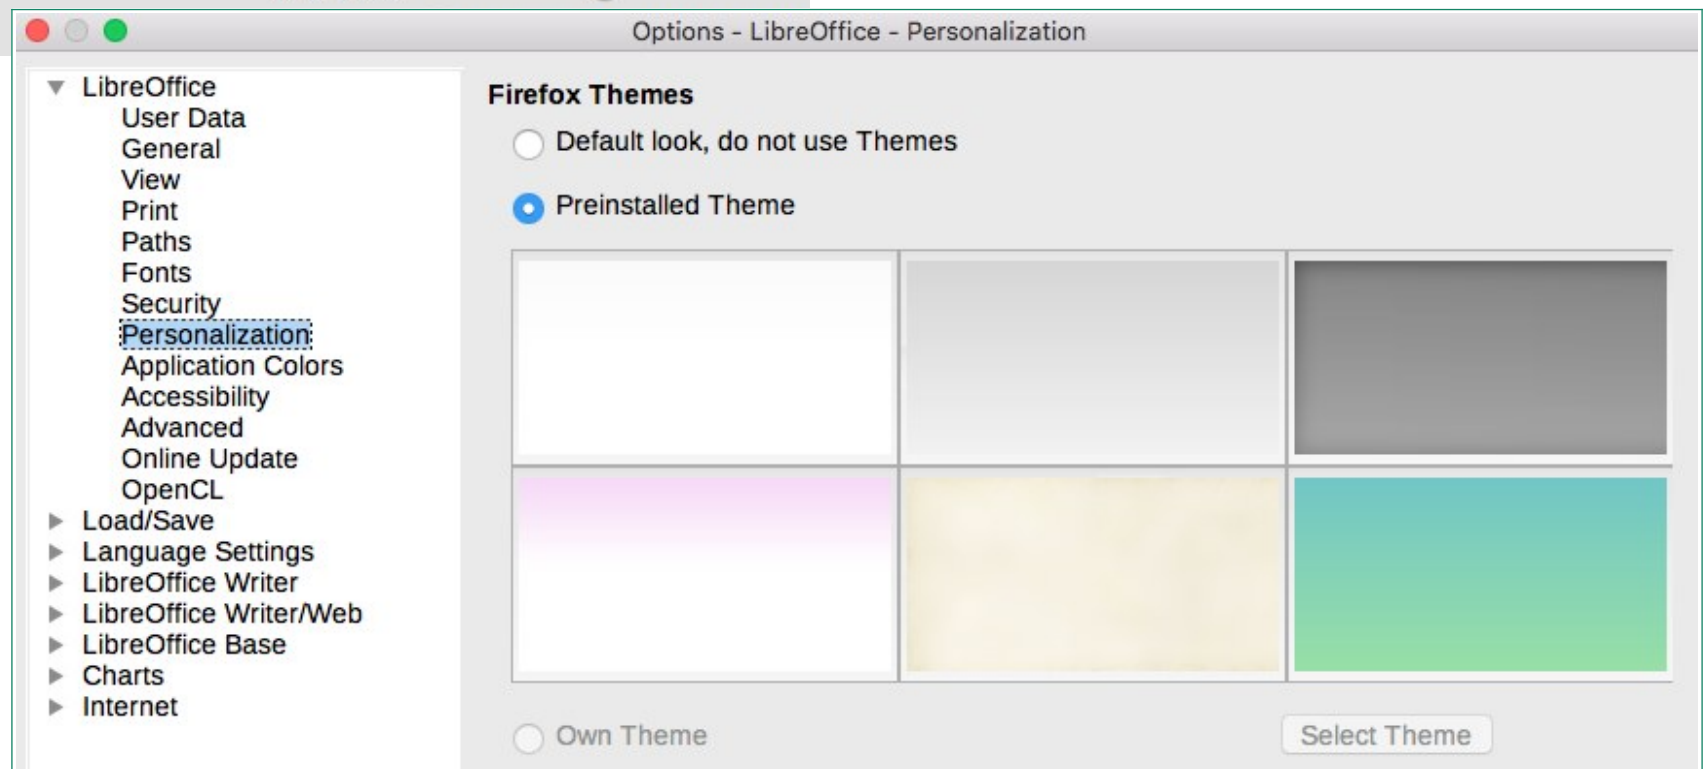 Options - LibreOffice - Personalization
LibreOffice
User Data
General
View
Print
Paths
Fonts
Security
Personalization
Application Colors
Accessibility
Advanced
Online Update
OpenCL
Load/Save
Language Settings
LibreOffice Writer
LibreOffice Writer/Web
LibreOffice Base
Charts
Internet
Firefox Themes
Default look, do not use Themes
Preinstalled Theme
Own Theme
Select Theme